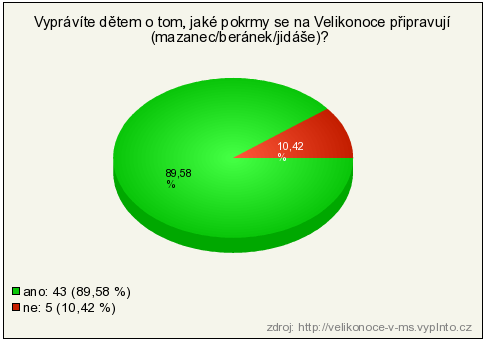 Vyprávíte dětem o tom, jaké pokrmy se na Velikonoce připravují
(mazanec/beránek/jidáše)?
10,42
%
89,58
%
ano: 43 (89,58 %)
ne: 5 (10,42 %)
zdroj: http://velikonoce-v-ms.vyplnto.cz